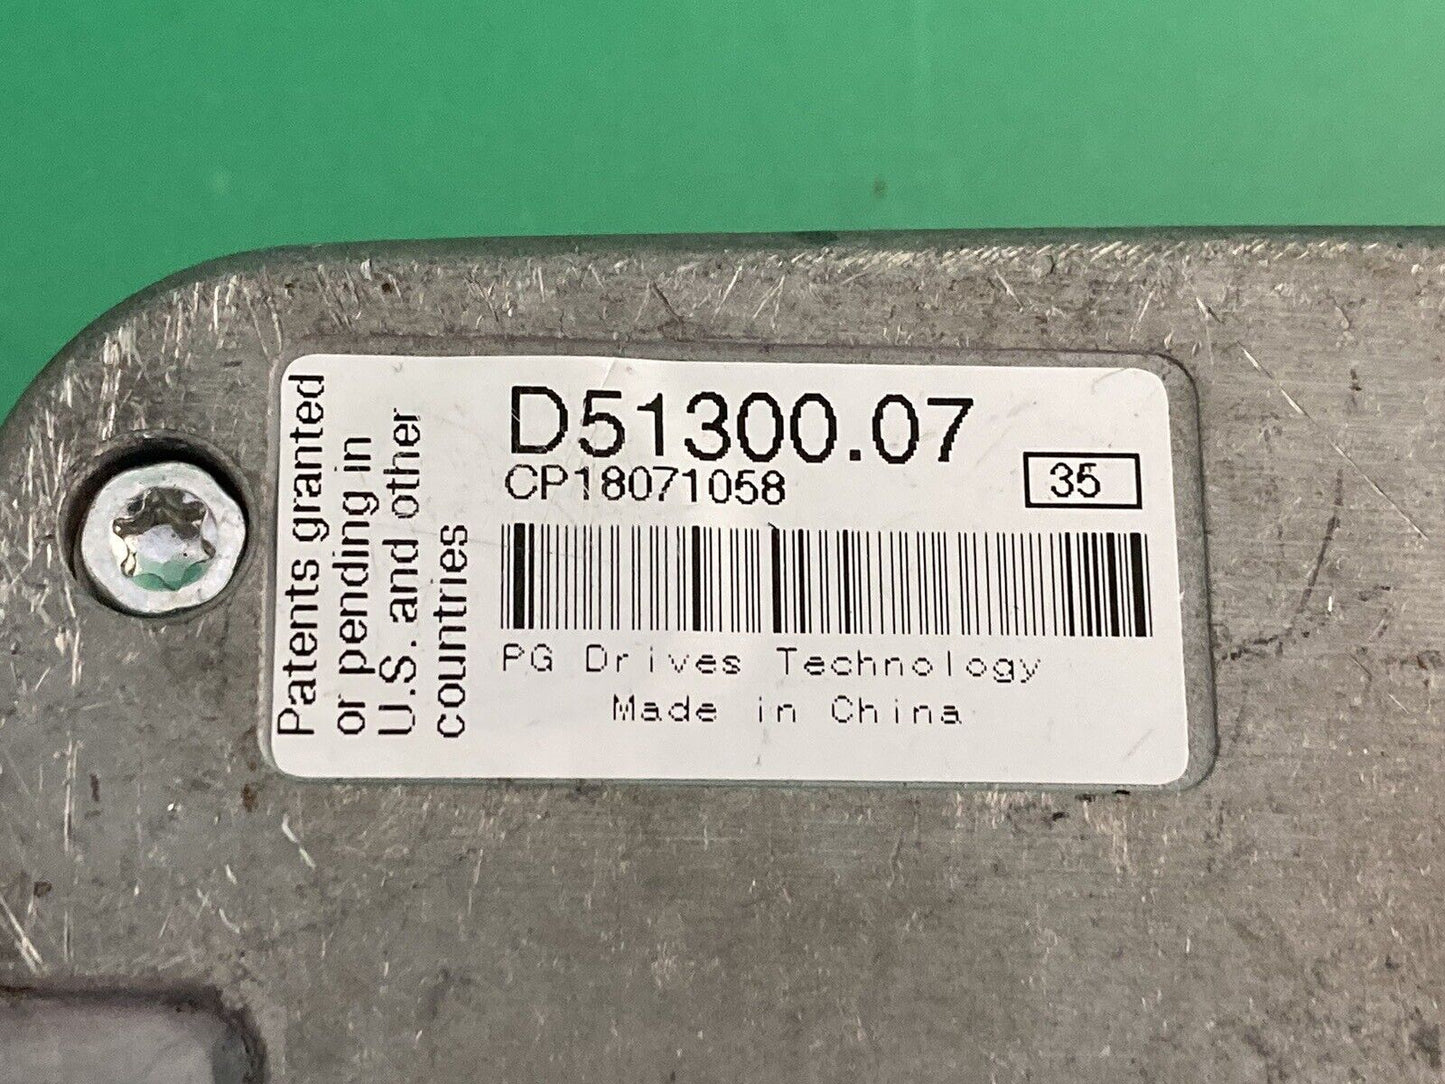 Patents granted
or pending in
U.S. and other
countries
D51300.07
CP18071058
35
PG Drives Technology
Made in China